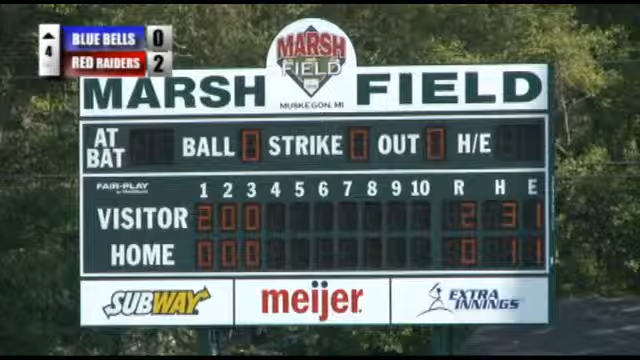 ▲ BLUE BELLS 0
4 RED RAIDERS 2
MARSH
FIELD
MUSKEGON, MI
MARSH FIELD
AT BAT BALL 0 STRIKE 0 OUT 0 H/E
FAIR-PLAY
1 2 3 4 5 6 7 8 9 10 R H E
VISITOR 2 0 0 2 3 1
HOME 0 0 0 0 1 1
SUBWAY meijer EXTRA INNINGS